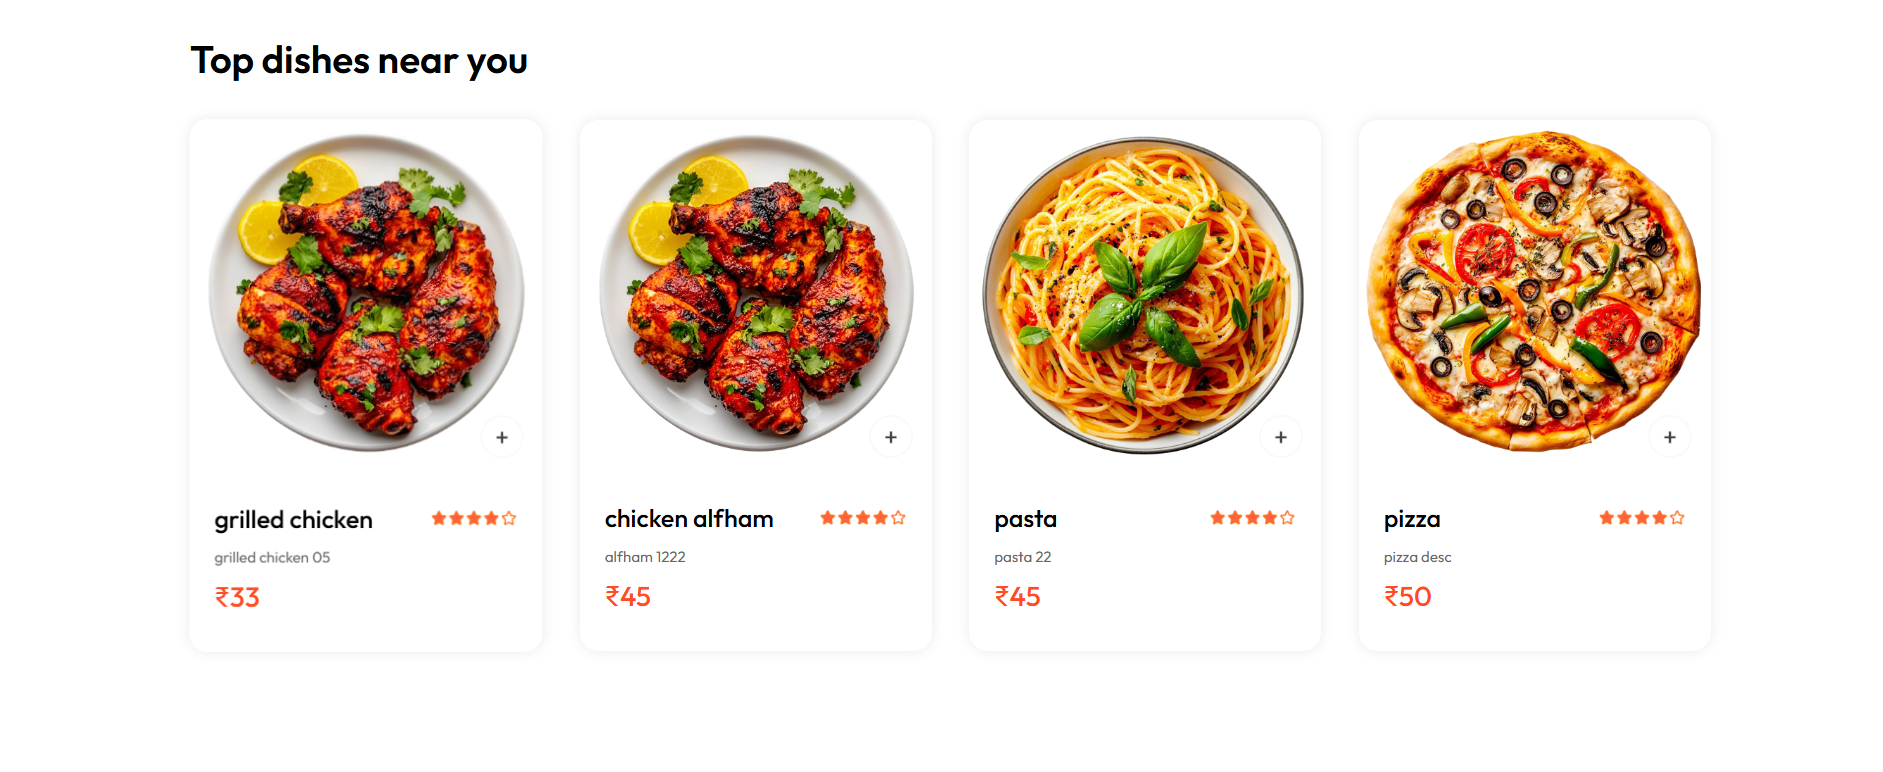 Top dishes near you
grilled chicken
grilled chicken 05
₹33
chicken alfham
alfham 1222
₹45
pasta
pasta 22
₹45
pizza
pizza desc
₹50